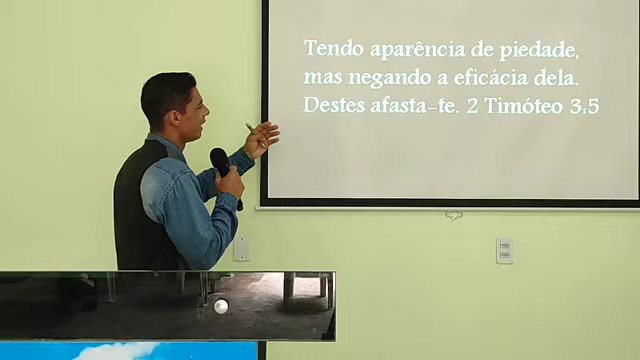 Tendo aparência de piedade,
mas negando a eficácia dela.
Destes afasta-te. 2 Timóteo 3:5